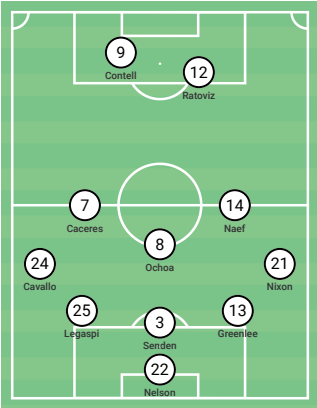 9
Contell
12
Ratoviz
7
Caceres
14
Naef
8
Ochoa
24
Cavallo
21
Nixon
25
Legaspi
13
Greenlee
3
Senden
22
Nelson